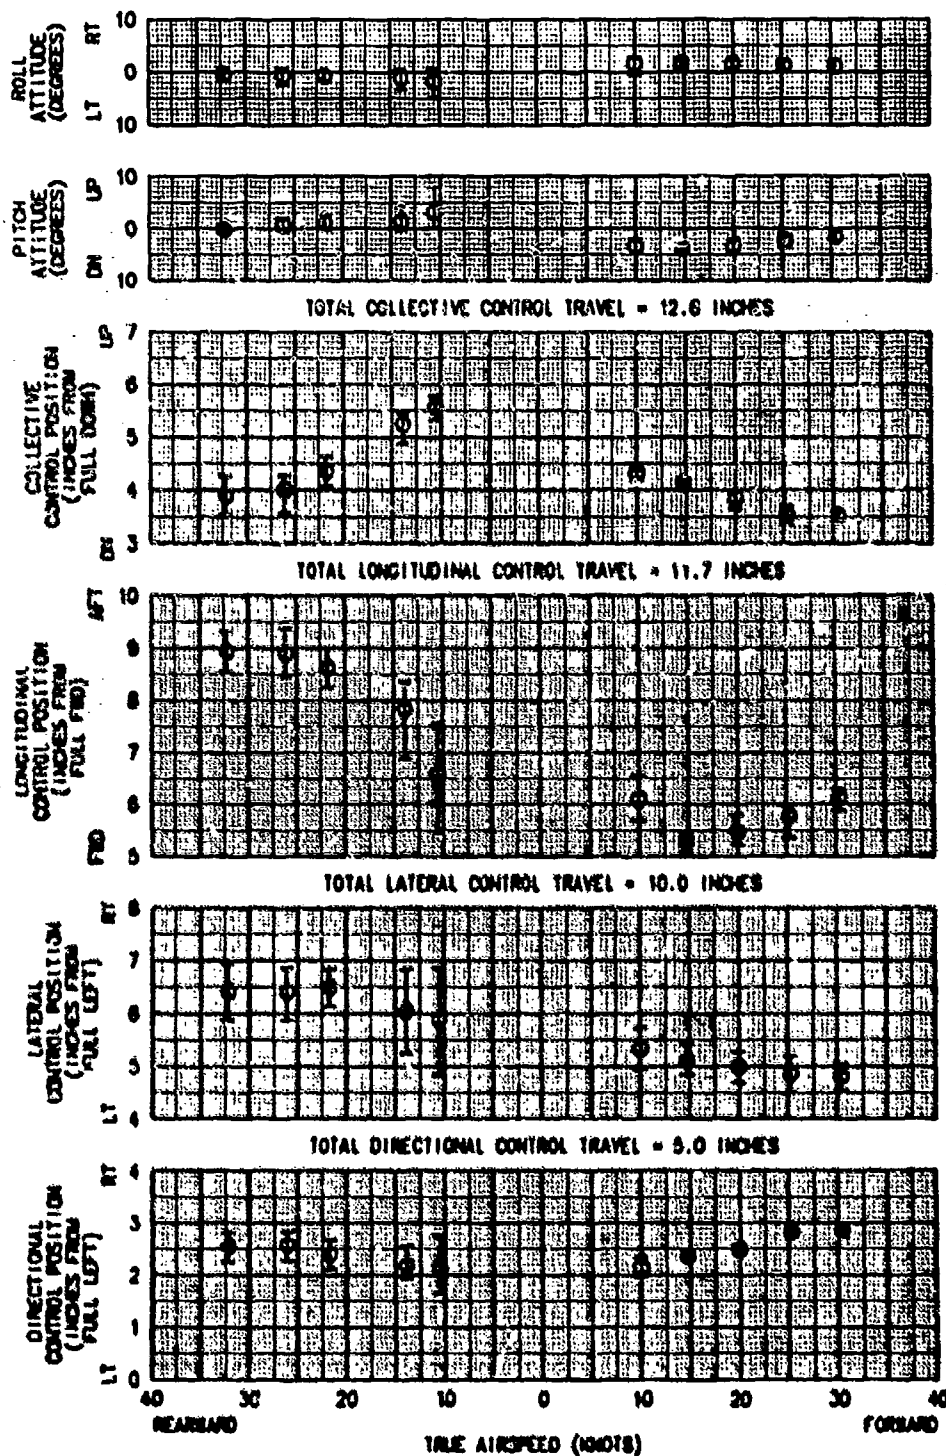 ROLL
ATTITUDE
(DEGREES)
LT RT
10
0
10
PITCH
ATTITUDE
(DEGREES)
DN UP
10
0
10
TOTAL COLLECTIVE CONTROL TRAVEL = 12.6 INCHES
COLLECTIVE
CONTROL POSITION
(INCHES FROM
FULL DOWN)
DN UP
7
6
5
4
3
TOTAL LONGITUDINAL CONTROL TRAVEL = 11.7 INCHES
LONGITUDINAL
CONTROL POSITION
(INCHES FROM
FULL FWD)
FWD AFT
10
9
8
7
6
5
TOTAL LATERAL CONTROL TRAVEL = 10.0 INCHES
LATERAL
CONTROL POSITION
(INCHES FROM
FULL LEFT)
LT RT
8
7
6
5
4
TOTAL DIRECTIONAL CONTROL TRAVEL = 5.0 INCHES
DIRECTIONAL
CONTROL POSITION
(INCHES FROM
FULL LEFT)
LT RT
4
3
2
1
0
40 30 20 10 0 10 20 30 40
REARWARD FORWARD
TRUE AIRSPEED (KNOTS)